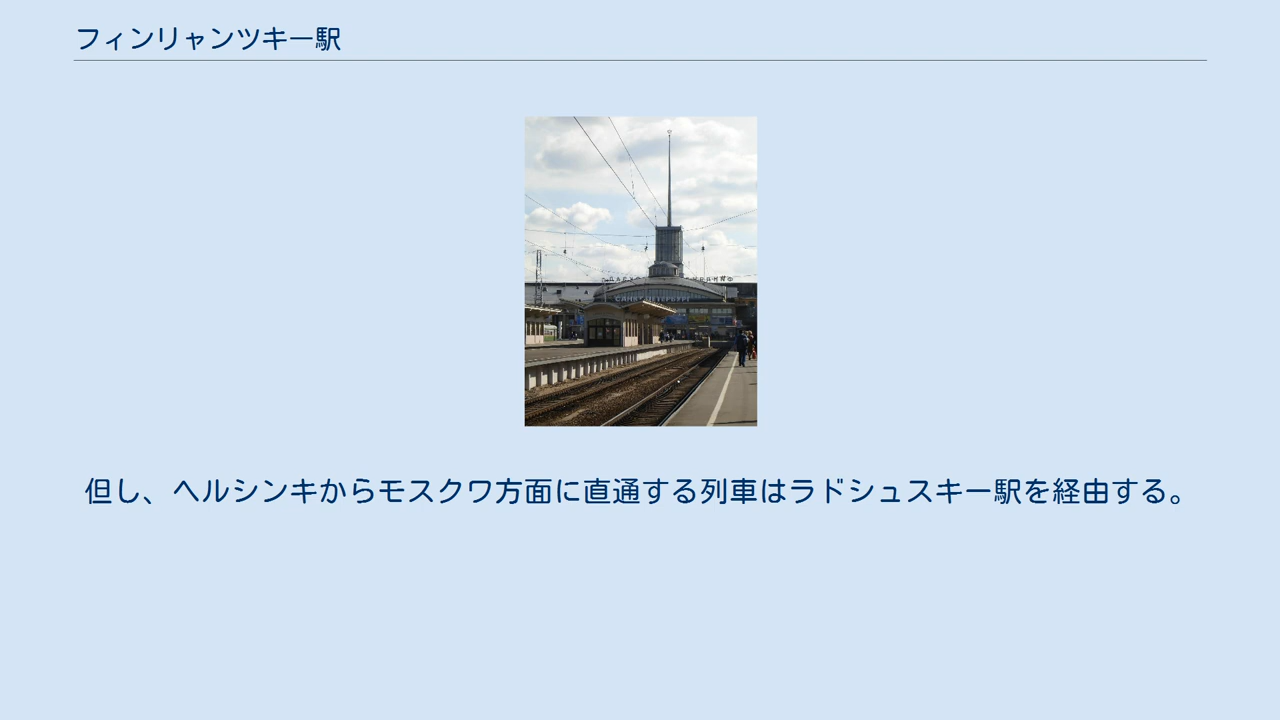 フィンリャンツキー駅
САНКТ-ПЕТЕРБУРГ
但し、ヘルシンキからモスクワ方面に直通する列車はラドシュスキー駅を経由する。